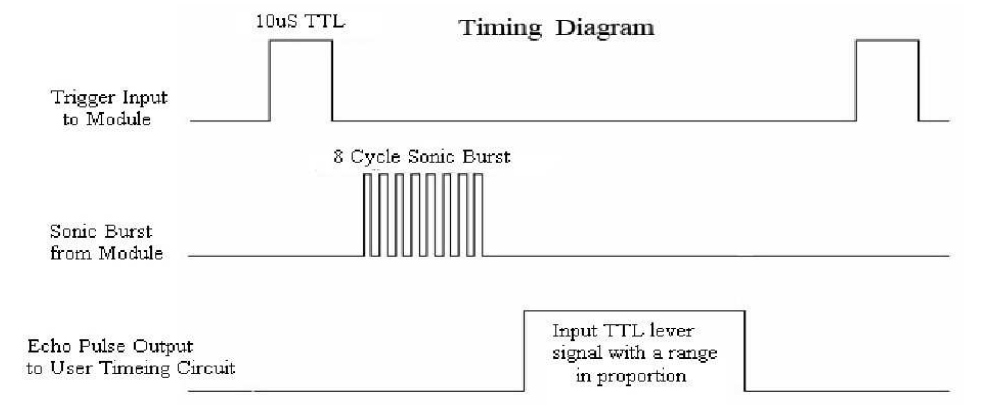 10uS TTL
Timing Diagram
Trigger Input
to Module
8 Cycle Sonic Burst
Sonic Burst
from Module
Echo Pulse Output
to User Timeing Circuit
Input TTL lever
signal with a range
in proportion